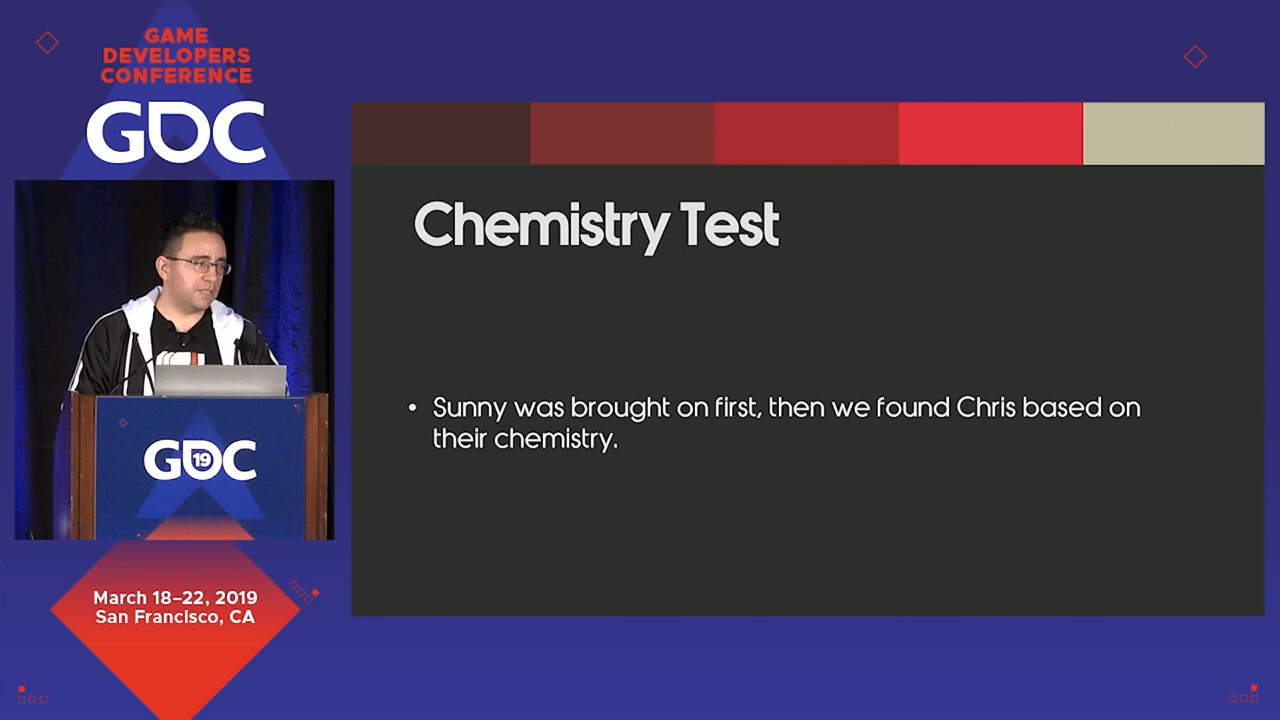 GAME
DEVELOPERS
CONFERENCE
GDC
Chemistry Test
• Sunny was brought on first, then we found Chris based on
their chemistry.
GDC
19
March 18–22, 2019
San Francisco, CA